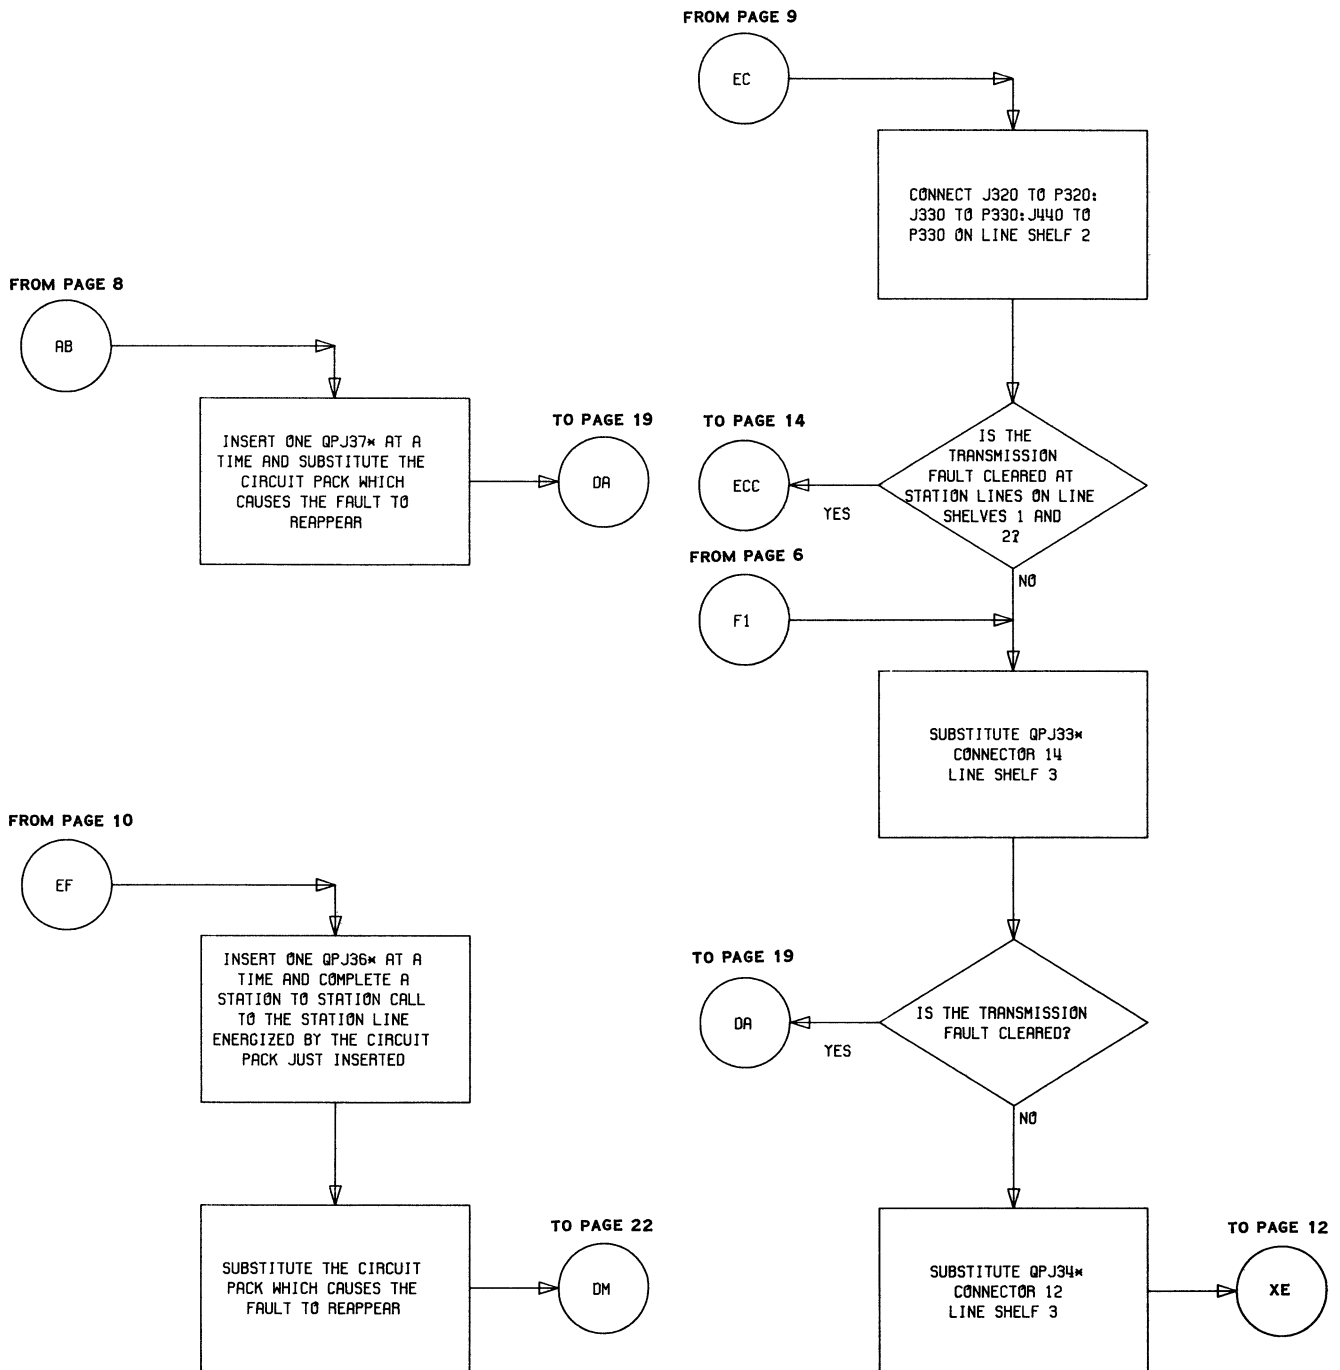 FROM PAGE 8
AB
INSERT ONE QPJ37* AT A
TIME AND SUBSTITUTE THE
CIRCUIT PACK WHICH
CAUSES THE FAULT TO
REAPPEAR
TO PAGE 19
DA
FROM PAGE 10
EF
INSERT ONE QPJ36* AT A
TIME AND COMPLETE A
STATION TO STATION CALL
TO THE STATION LINE
ENERGIZED BY THE CIRCUIT
PACK JUST INSERTED
SUBSTITUTE THE CIRCUIT
PACK WHICH CAUSES THE
FAULT TO REAPPEAR
TO PAGE 22
DM
FROM PAGE 9
EC
CONNECT J320 TO P320:
J330 TO P330:J440 TO
P330 ON LINE SHELF 2
IS THE
TRANSMISSION
FAULT CLEARED AT
STATION LINES ON LINE
SHELVES 1 AND
2?
TO PAGE 14
ECC
YES
NO
FROM PAGE 6
F1
SUBSTITUTE QPJ33*
CONNECTOR 14
LINE SHELF 3
IS THE TRANSMISSION
FAULT CLEARED?
TO PAGE 19
DA
YES
NO
SUBSTITUTE QPJ34*
CONNECTOR 12
LINE SHELF 3
TO PAGE 12
XE